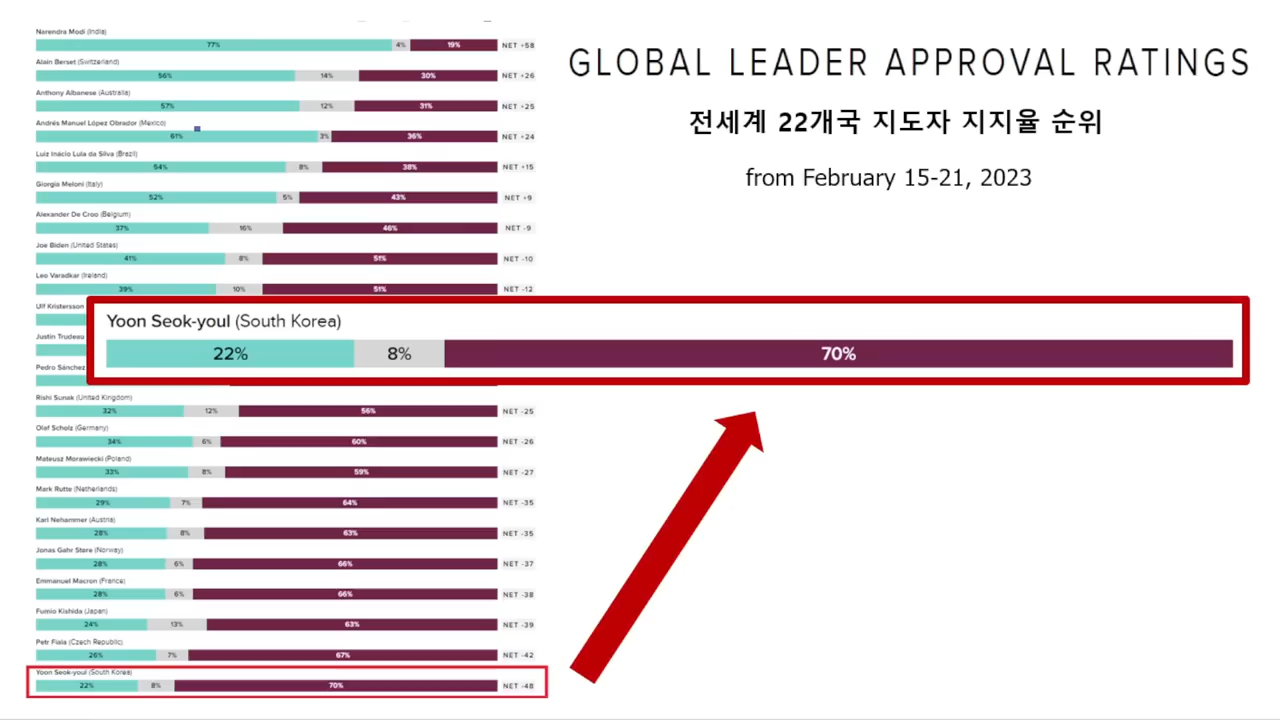 Narendra Modi (India)
77% 4% 19% NET +58
Alain Berset (Switzerland)
56% 14% 30% NET +26
Anthony Albanese (Australia)
57% 12% 31% NET +25
Andrés Manuel López Obrador (Mexico)
61% 3% 36% NET +24
Luiz Inácio Lula da Silva (Brazil)
54% 8% 38% NET +15
Giorgia Meloni (Italy)
52% 5% 43% NET +9
Alexander De Croo (Belgium)
37% 16% 46% NET -9
Joe Biden (United States)
41% 8% 51% NET -10
Leo Varadkar (Ireland)
39% 10% 51% NET -12
Ulf Kristersson
Justin Trudeau
Pedro Sánchez
Rishi Sunak (United Kingdom)
32% 12% 56% NET -25
Olaf Scholz (Germany)
34% 6% 60% NET -26
Mateusz Morawiecki (Poland)
33% 8% 59% NET -27
Mark Rutte (Netherlands)
29% 7% 64% NET -35
Karl Nehammer (Austria)
28% 8% 63% NET -35
Jonas Gahr Støre (Norway)
28% 6% 66% NET -37
Emmanuel Macron (France)
28% 6% 66% NET -38
Fumio Kishida (Japan)
24% 13% 63% NET -39
Petr Fiala (Czech Republic)
26% 7% 67% NET -42
Yoon Seok-youl (South Korea)
22% 8% 70% NET -48
GLOBAL LEADER APPROVAL RATINGS
전세계 22개국 지도자 지지율 순위
from February 15-21, 2023
Yoon Seok-youl (South Korea)
22% 8% 70%